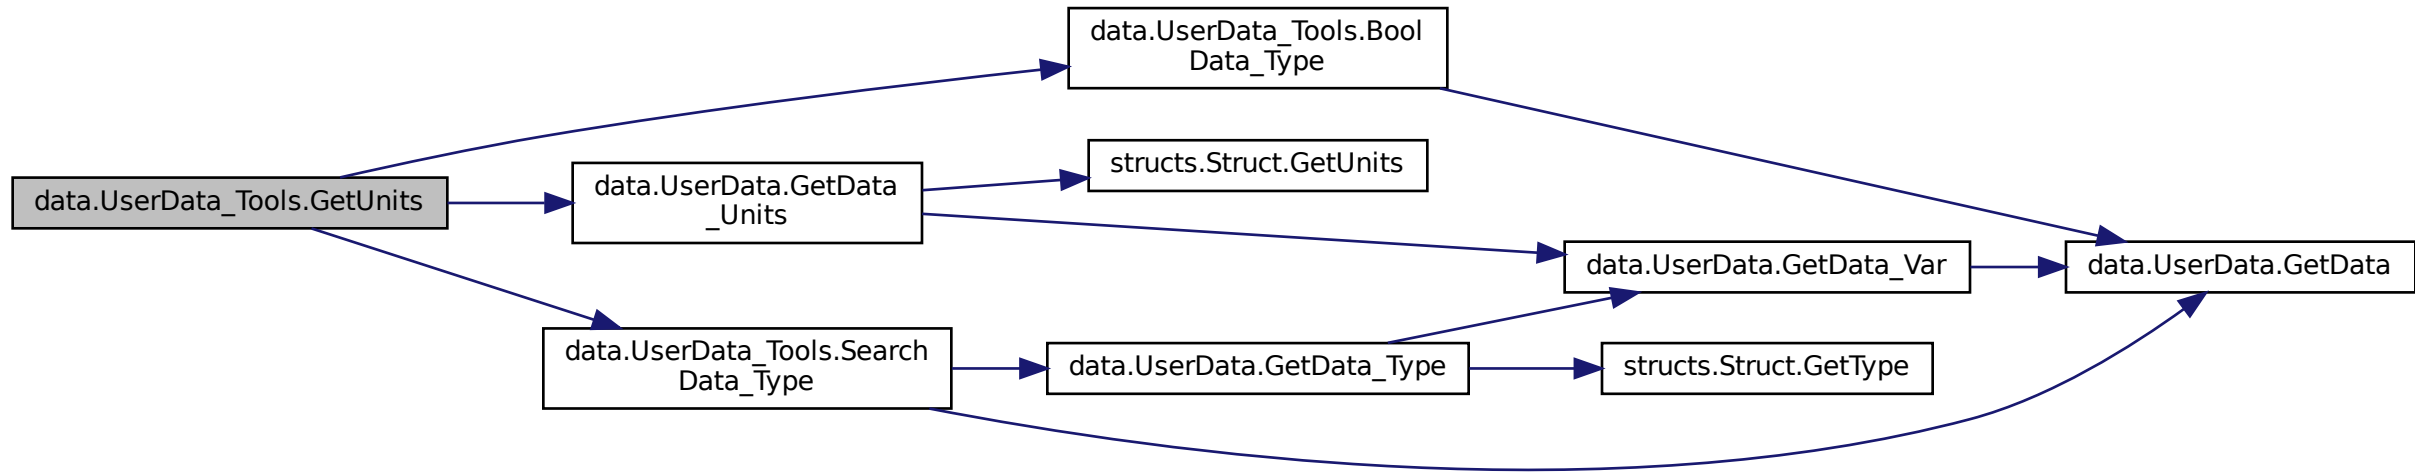 data.UserData_Tools.GetUnits
data.UserData_Tools.Bool
Data_Type
data.UserData.GetData
_Units
data.UserData_Tools.Search
Data_Type
structs.Struct.GetUnits
data.UserData.GetData_Type
data.UserData.GetData_Var
structs.Struct.GetType
data.UserData.GetData